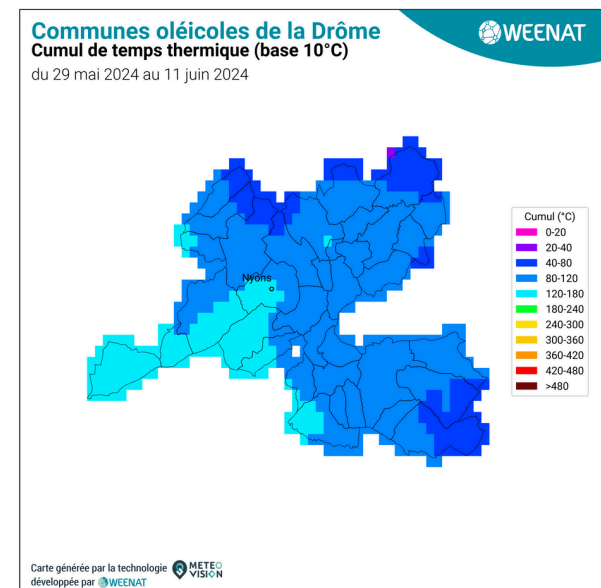 Communes oléicoles de la Drôme
Cumul de temps thermique (base 10°C)
du 29 mai 2024 au 11 juin 2024
WEENAT
Nyons
Cumul (°C)
0-20
20-40
40-80
80-120
120-180
180-240
240-300
300-360
360-420
420-480
>480
Carte générée par la technologie METEO VISION
développée par WEENAT